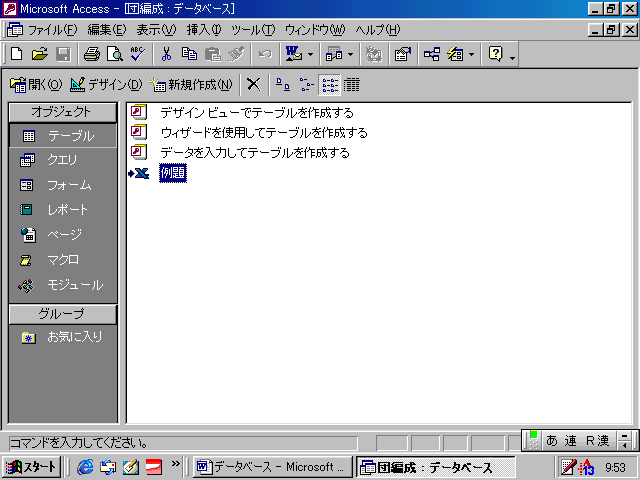 Microsoft Access - [団編成 : データベース]
ファイル(F) 編集(E) 表示(V) 挿入(I) ツール(T) ウィンドウ(W) ヘルプ(H)
開く(O) デザイン(D) 新規作成(N)
オブジェクト
テーブル
クエリ
フォーム
レポート
ページ
マクロ
モジュール
グループ
お気に入り
デザイン ビューでテーブルを作成する
ウィザードを使用してテーブルを作成する
データを入力してテーブルを作成する
例題
コマンドを入力してください。
あ 連 R漢
スタート
データベース - Microsoft ...
団編成 : データベース
13
9:53